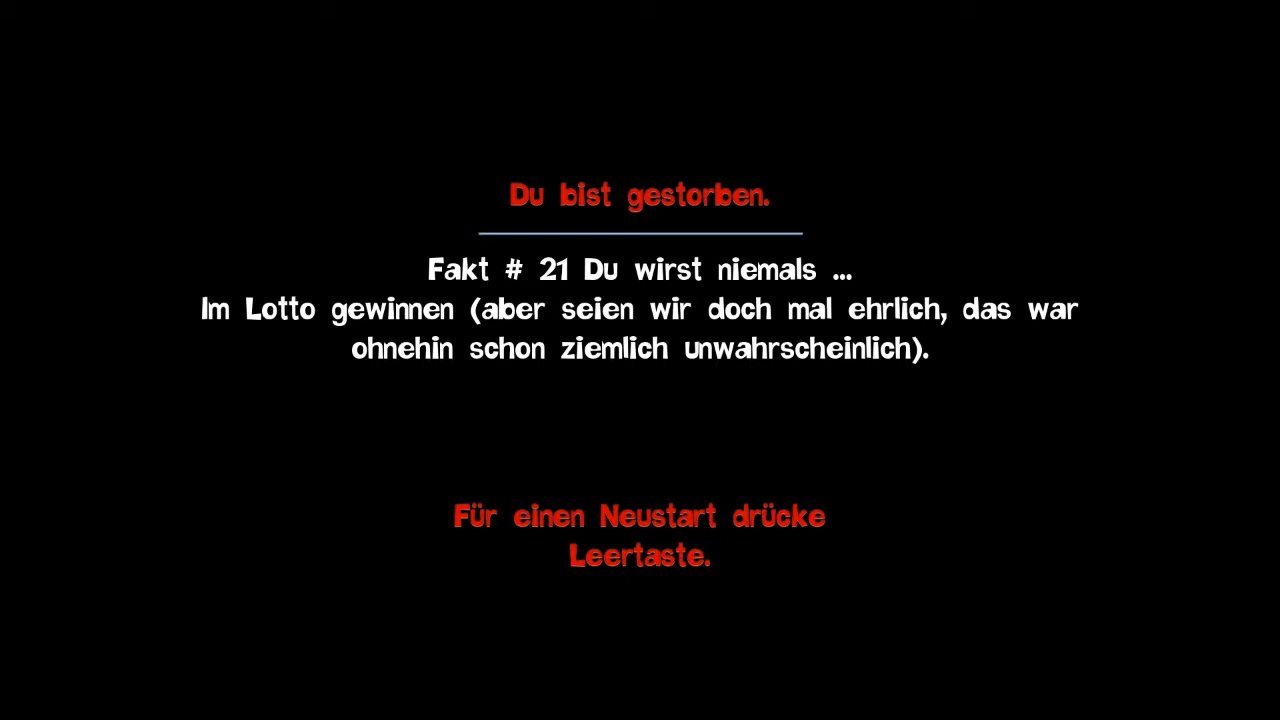 Du bist gestorben.
Fakt # 21 Du wirst niemals ...
Im Lotto gewinnen (aber seien wir doch mal ehrlich, das war
ohnehin schon ziemlich unwahrscheinlich).
Für einen Neustart drücke
Leertaste.